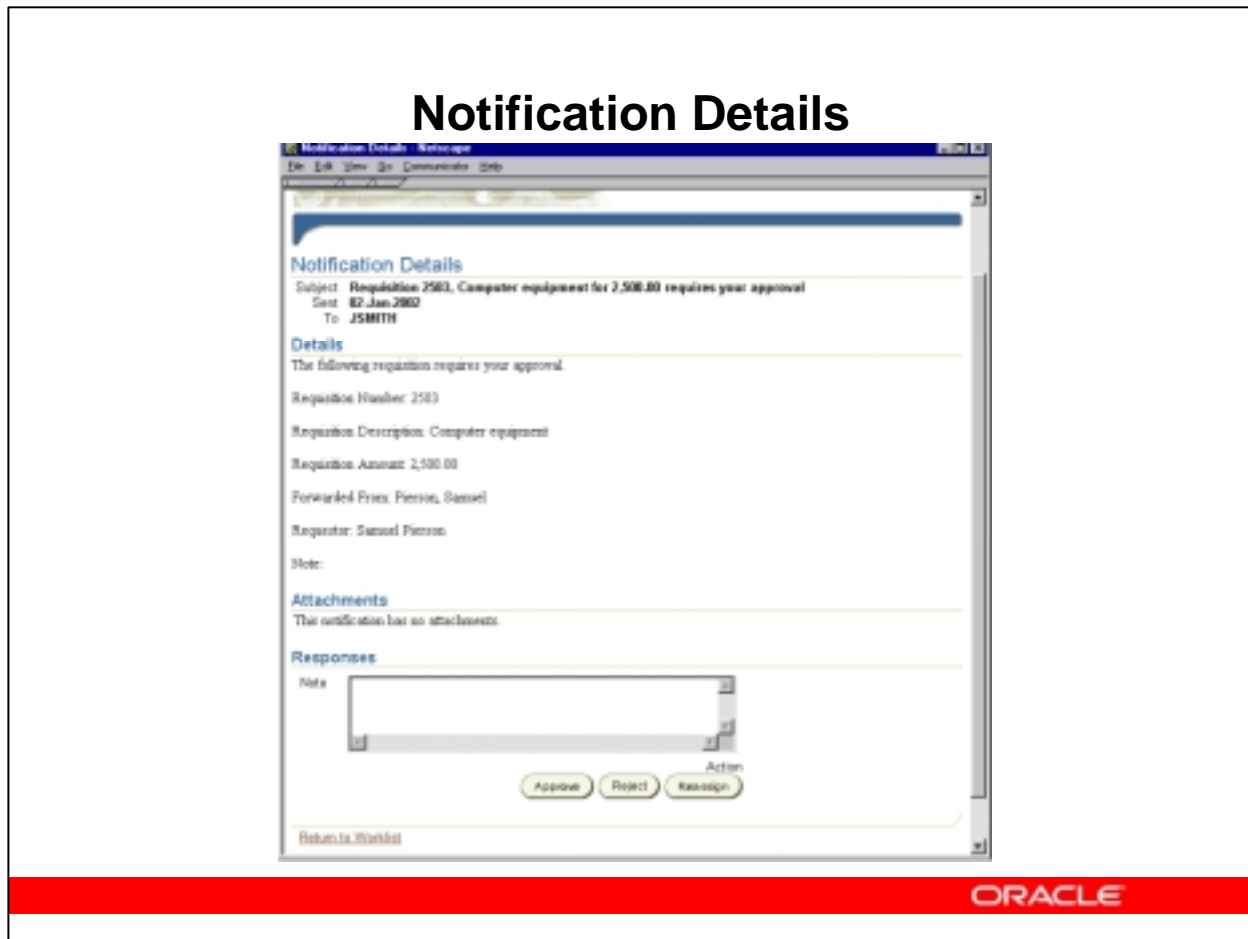 Notification Details
Notification Details - Netscape
File Edit View Go Communicator Help
Notification Details
Subject Requisition 2583, Computer equipment for 2,500.00 requires your approval
Sent 02-Jan-2002
To JSMITH
Details
The following requisition requires your approval.
Requisition Number: 2583
Requisition Description: Computer equipment
Requisition Amount: 2,500.00
Forwarded From: Pierson, Samuel
Requestor: Samuel Pierson
Note:
Attachments
This notification has no attachments.
Responses
Note
Action
Approve Reject Reassign
Return to Worklist
ORACLE